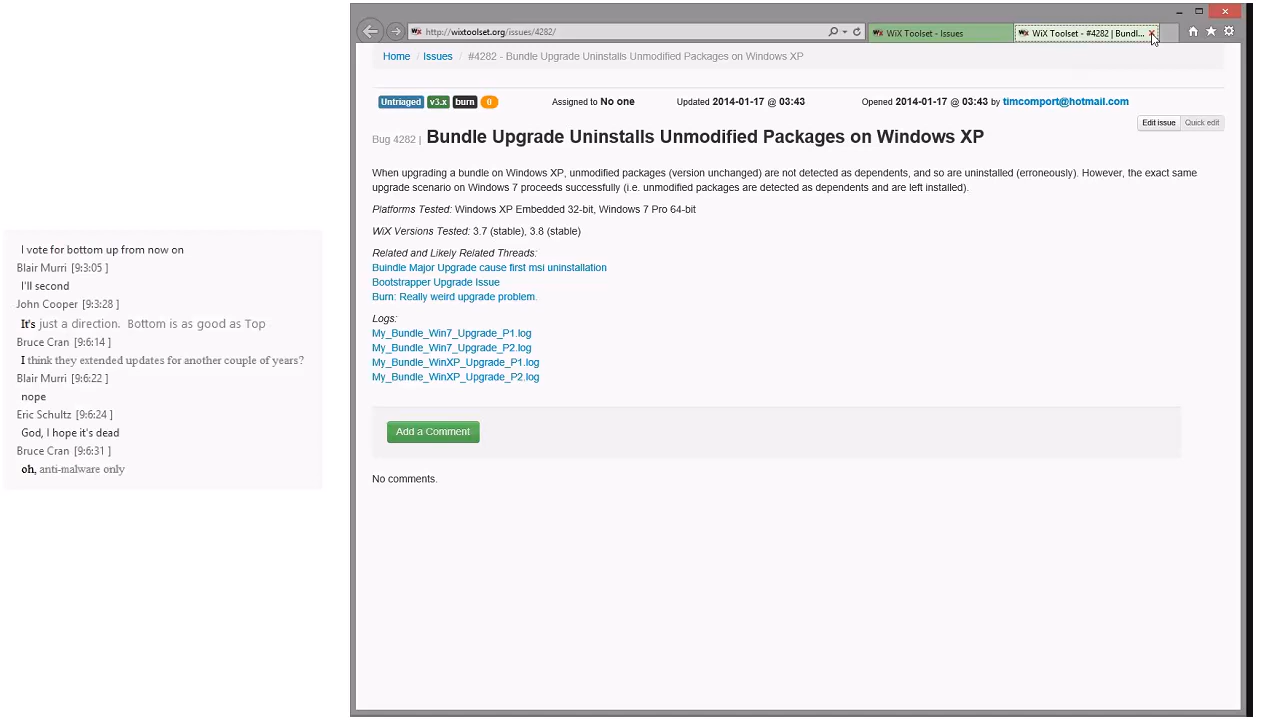 I vote for bottom up from now on
Blair Murri [9:3:05 ]
I'll second
John Cooper [9:3:28 ]
It's just a direction.  Bottom is as good as Top
Bruce Cran [9:6:14 ]
I think they extended updates for another couple of years?
Blair Murri [9:6:22 ]
nope
Eric Schultz [9:6:24 ]
God, I hope it's dead
Bruce Cran [9:6:31 ]
oh, anti-malware only
http://wixtoolset.org/issues/4282/
WiX Toolset - Issues
WiX Toolset - #4282 | Bundl...
Home / Issues / #4282 - Bundle Upgrade Uninstalls Unmodified Packages on Windows XP
Untriaged v3.x burn 0 Assigned to No one Updated 2014-01-17 @ 03:43 Opened 2014-01-17 @ 03:43 by timcomport@hotmail.com
Edit issue Quick edit
Bug 4282 | Bundle Upgrade Uninstalls Unmodified Packages on Windows XP
When upgrading a bundle on Windows XP, unmodified packages (version unchanged) are not detected as dependents, and so are uninstalled (erroneously). However, the exact same
upgrade scenario on Windows 7 proceeds successfully (i.e. unmodified packages are detected as dependents and are left installed).
Platforms Tested: Windows XP Embedded 32-bit, Windows 7 Pro 64-bit
WiX Versions Tested: 3.7 (stable), 3.8 (stable)
Related and Likely Related Threads:
Buindle Major Upgrade cause first msi uninstallation
Bootstrapper Upgrade Issue
Burn: Really weird upgrade problem.
Logs:
My_Bundle_Win7_Upgrade_P1.log
My_Bundle_Win7_Upgrade_P2.log
My_Bundle_WinXP_Upgrade_P1.log
My_Bundle_WinXP_Upgrade_P2.log
Add a Comment
No comments.